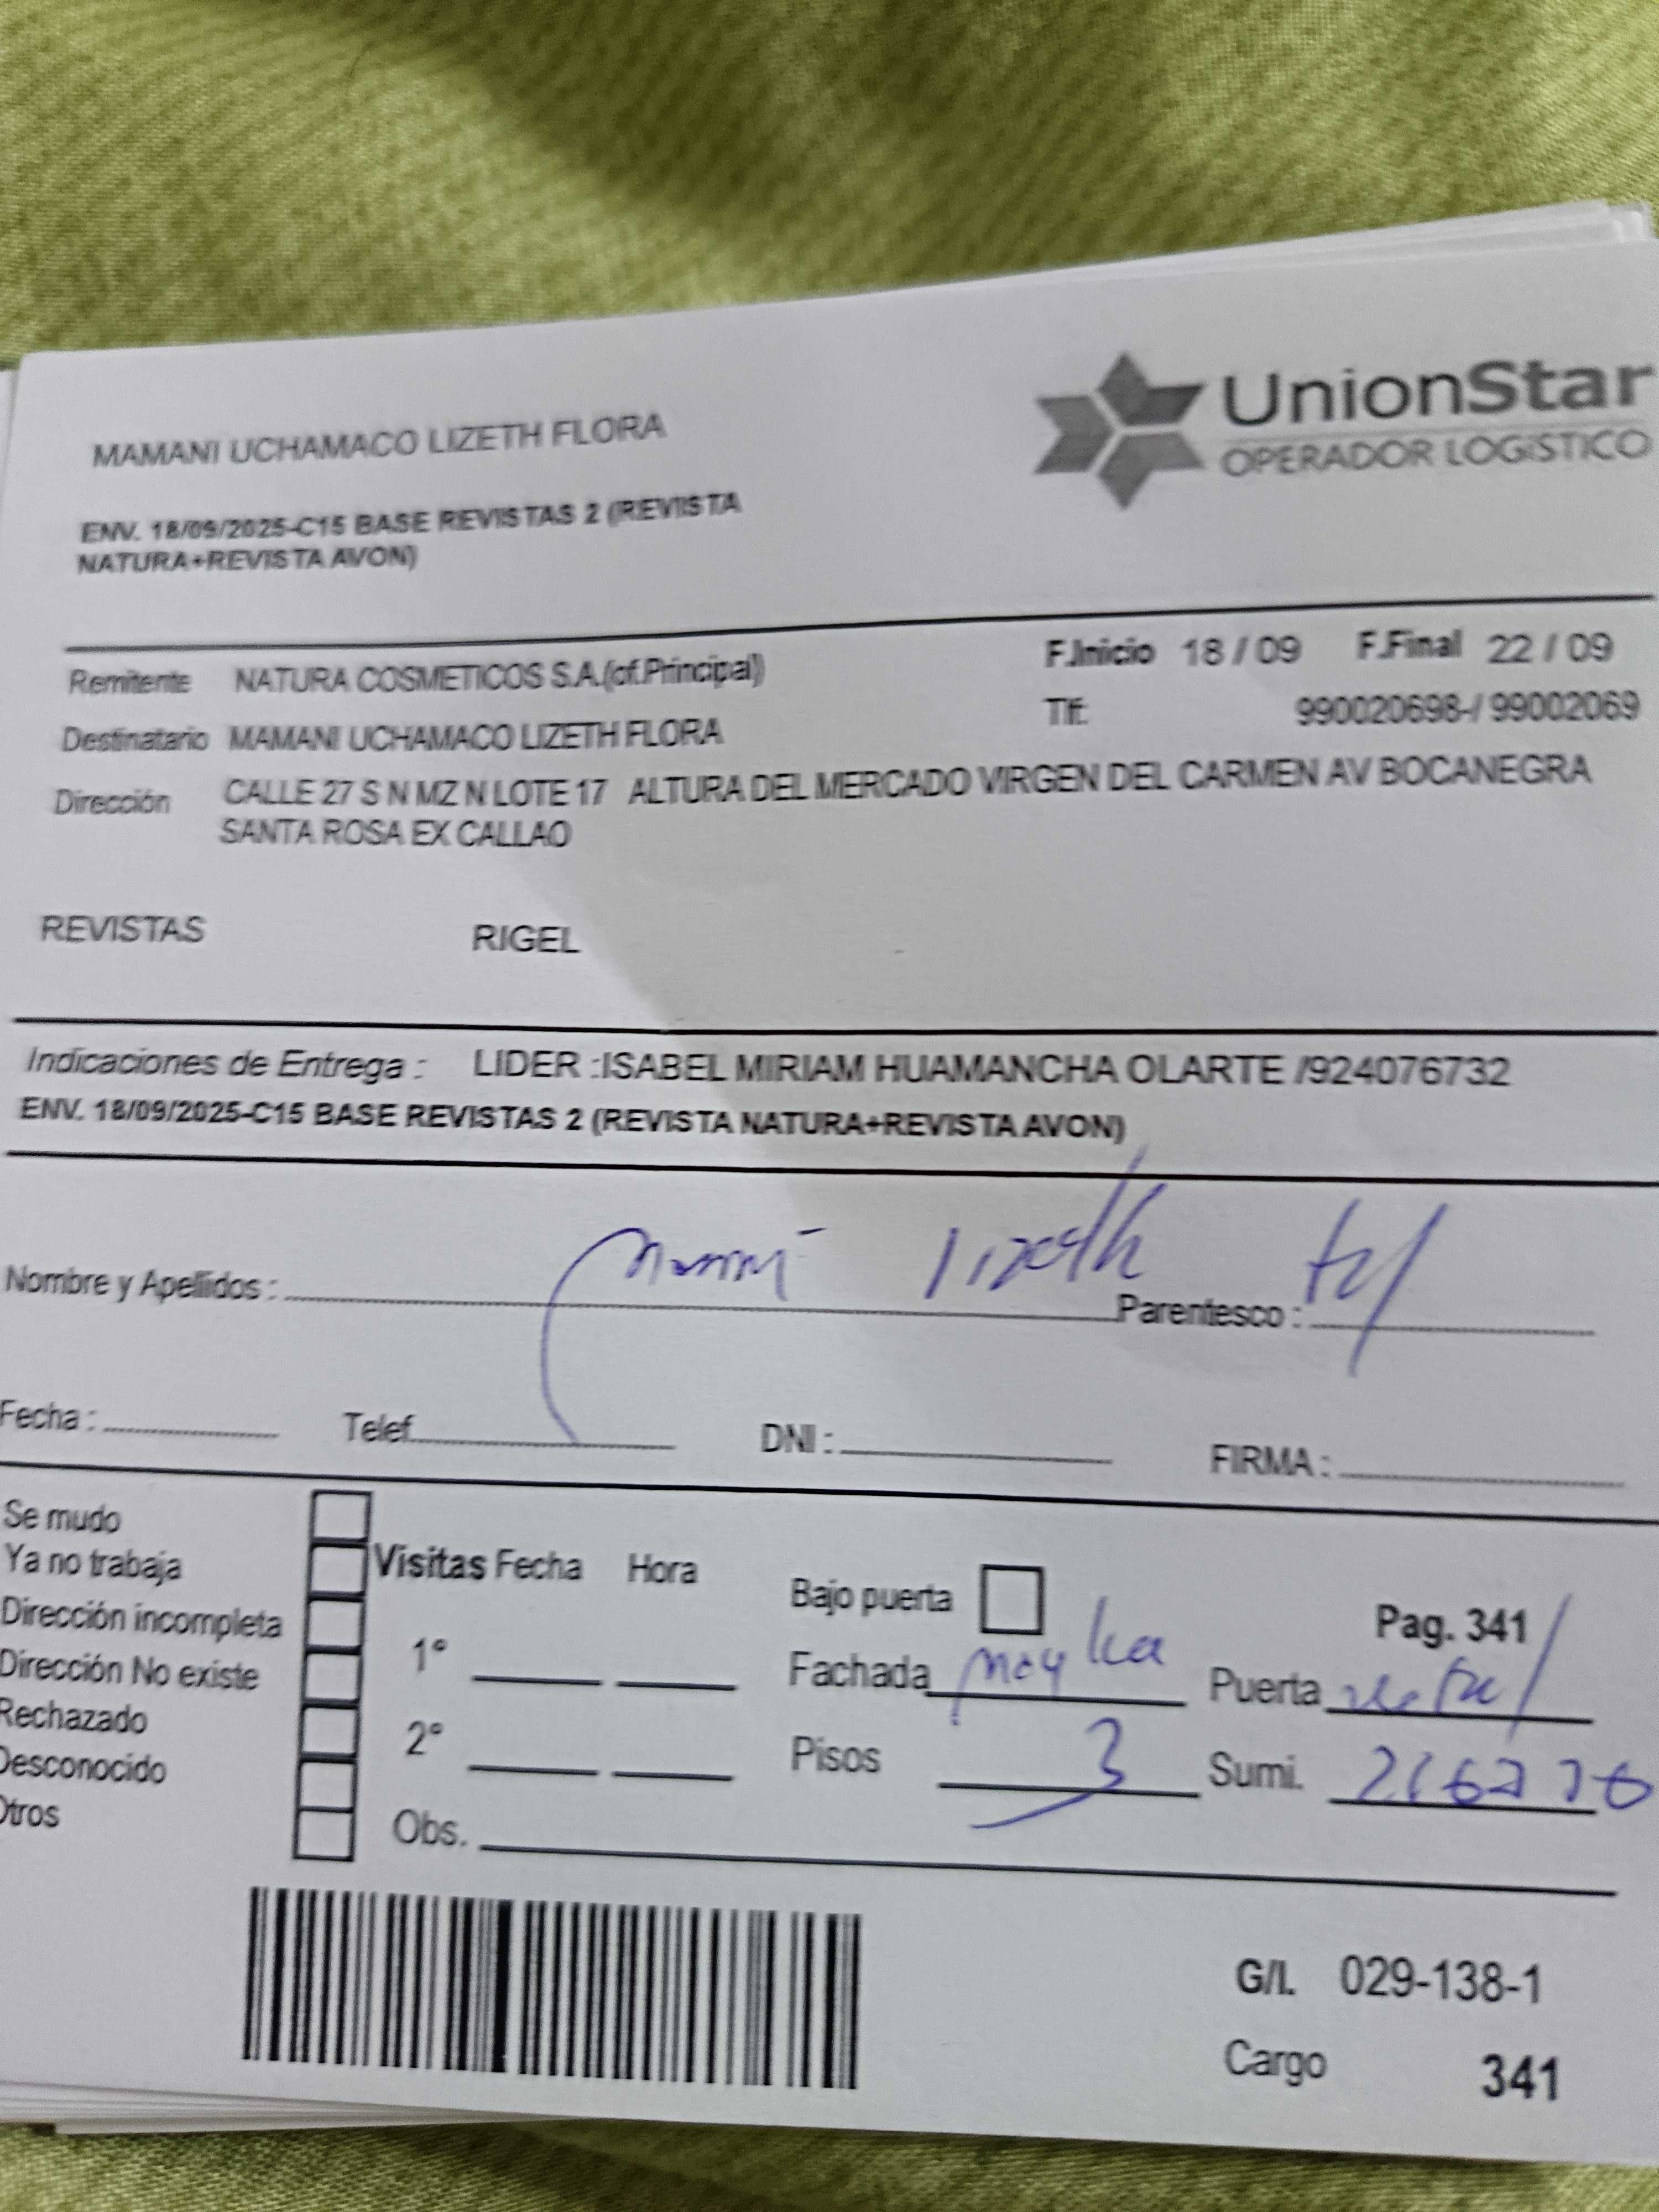 UnionStar
OPERADOR LOGíSTICO
MAMANI UCHAMACO LIZETH FLORA
ENV. 18/09/2025-C15 BASE REVISTAS 2 (REVISTA
NATURA+REVISTA AVON)
Remitente NATURA COSMETICOS S.A.(of.Principal) F.Inicio 18 / 09 F.Final 22 / 09
Destinatario MAMANI UCHAMACO LIZETH FLORA Tlf: 990020698-/ 99002069
Dirección CALLE 27 S N MZ N LOTE 17 ALTURA DEL MERCADO VIRGEN DEL CARMEN AV BOCANEGRA
SANTA ROSA EX CALLAO
REVISTAS RIGEL
Indicaciones de Entrega : LIDER :ISABEL MIRIAM HUAMANCHA OLARTE /924076732
ENV. 18/09/2025-C15 BASE REVISTAS 2 (REVISTA NATURA+REVISTA AVON)
Nombre y Apellidos : lizeth Parentesco :
Fecha : Telef. DNI : FIRMA :
Se mudo
Ya no trabaja
Dirección incompleta
Dirección No existe
Rechazado
Desconocido
Otros
Visitas Fecha Hora
1°
2°
Obs.
Bajo puerta Pag. 341
Fachada Puerta
Pisos 3 Sumi.
G/I. 029-138-1
Cargo 341